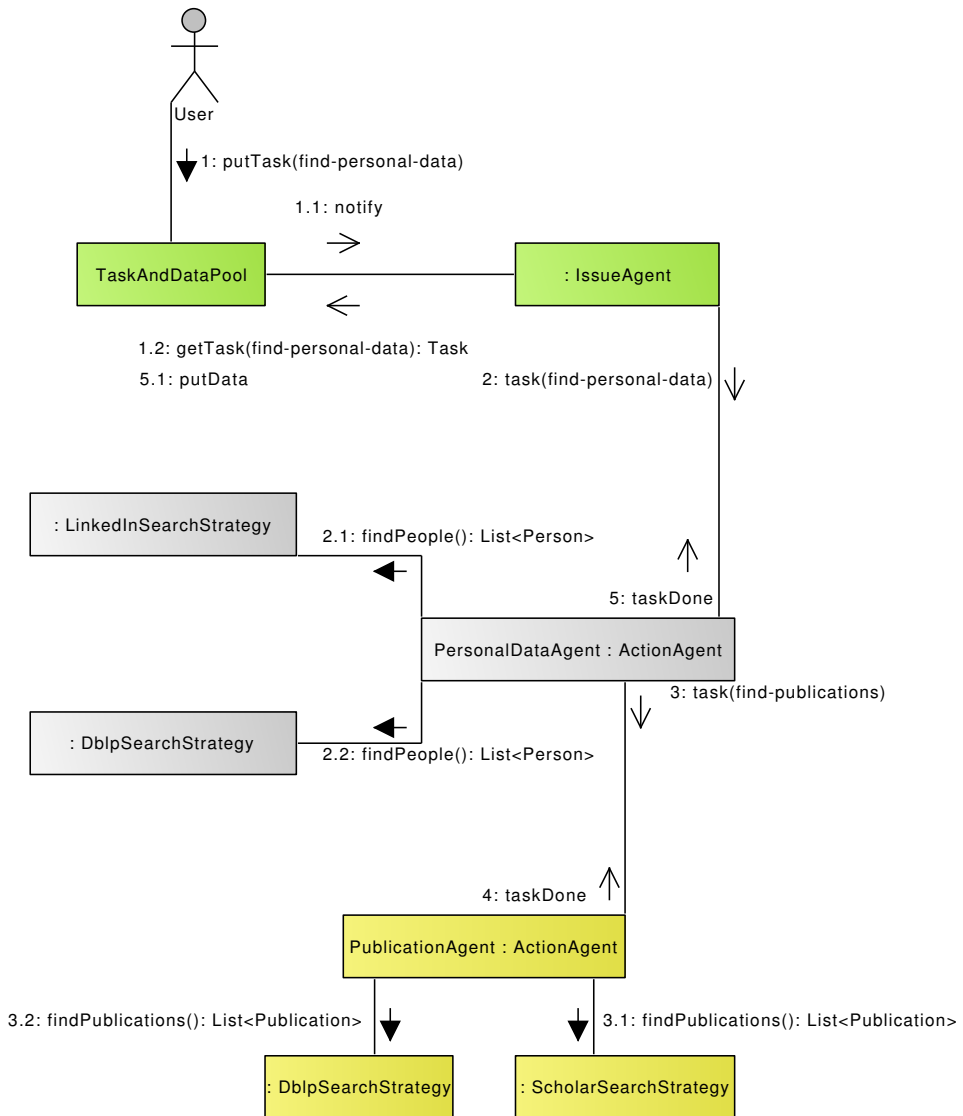 User
1: putTask(find-personal-data)
1.1: notify
TaskAndDataPool
: IssueAgent
1.2: getTask(find-personal-data): Task
5.1: putData
2: task(find-personal-data)
: LinkedInSearchStrategy
2.1: findPeople(): List<Person>
5: taskDone
PersonalDataAgent : ActionAgent
3: task(find-publications)
: DblpSearchStrategy
2.2: findPeople(): List<Person>
4: taskDone
PublicationAgent : ActionAgent
3.2: findPublications(): List<Publication>
3.1: findPublications(): List<Publication>
: DblpSearchStrategy
: ScholarSearchStrategy